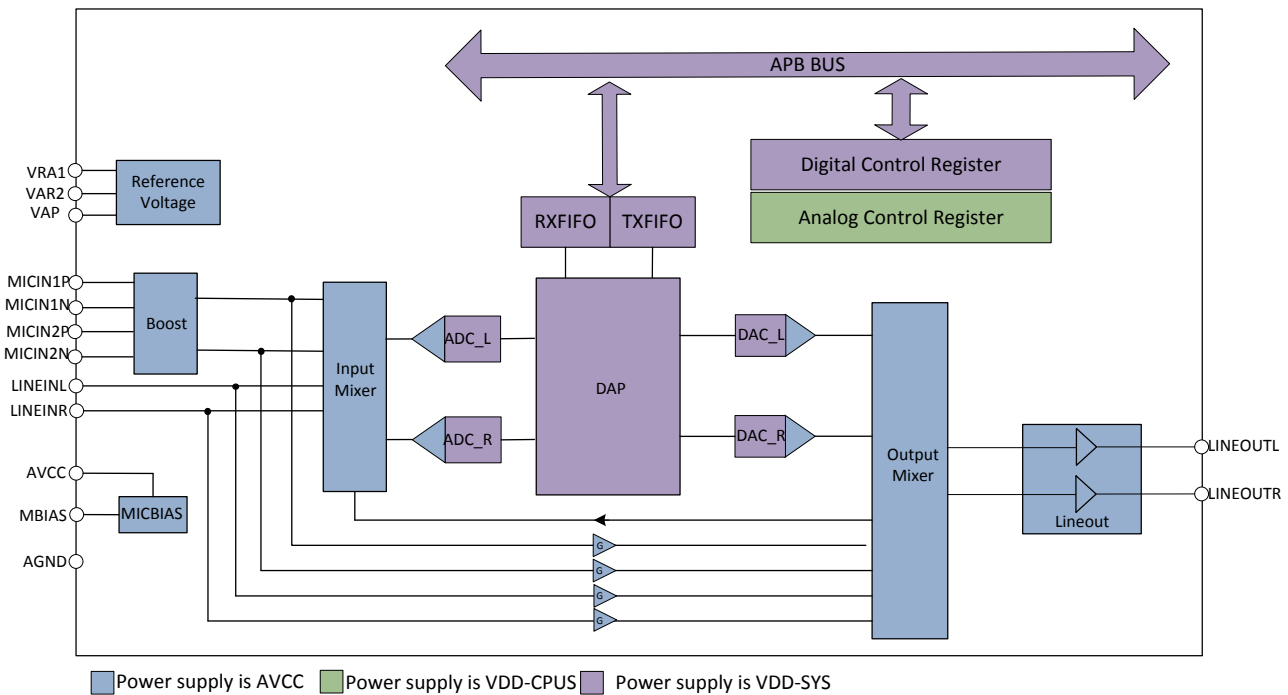 APB BUS
Digital Control Register
Analog Control Register
VRA1
VAR2
VAP
Reference
Voltage
RXFIFO
TXFIFO
MICIN1P
MICIN1N
MICIN2P
MICIN2N
LINEINL
LINEINR
Boost
Input
Mixer
ADC_L
ADC_R
DAP
DAC_L
DAC_R
Output
Mixer
LINEOUTL
LINEOUTR
Lineout
AVCC
MBIAS
MICBIAS
AGND
G
G
G
G
Power supply is AVCC
Power supply is VDD-CPUS
Power supply is VDD-SYS